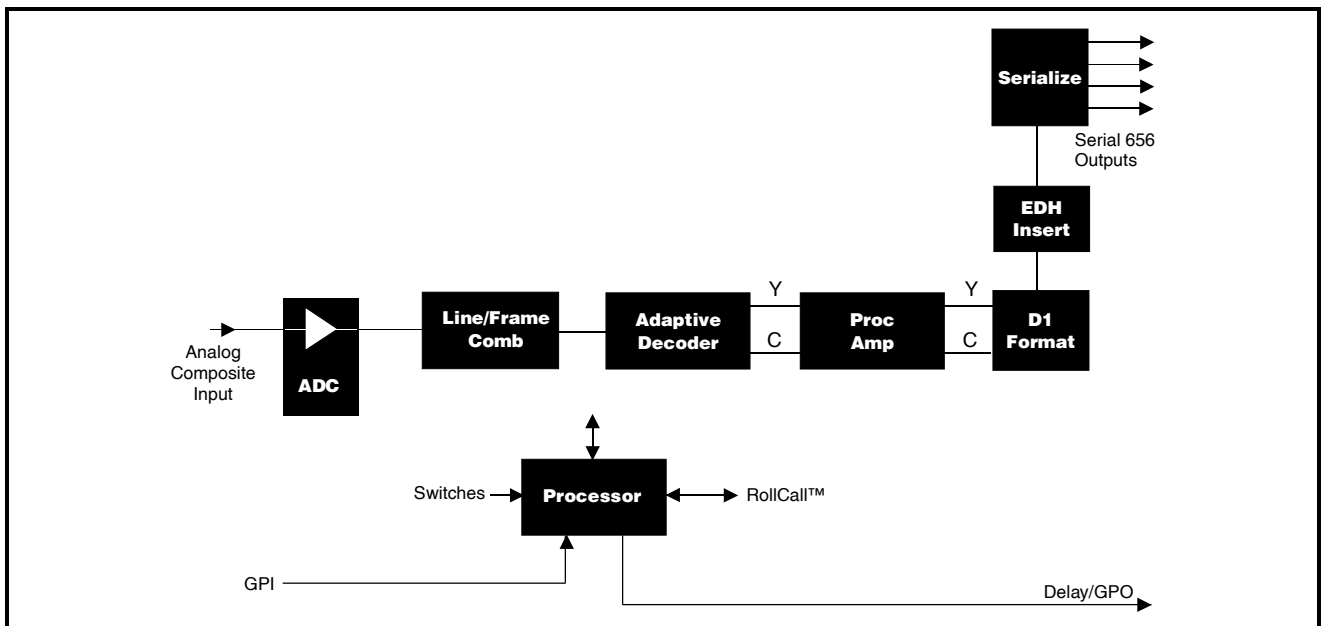 Serialize
Serial 656
Outputs
EDH
Insert
Y
Y
Line/Frame
Comb
Adaptive
Decoder
Proc
Amp
D1
Format
C
C
Analog
Composite
Input
ADC
Switches
Processor
RollCall™
GPI
Delay/GPO